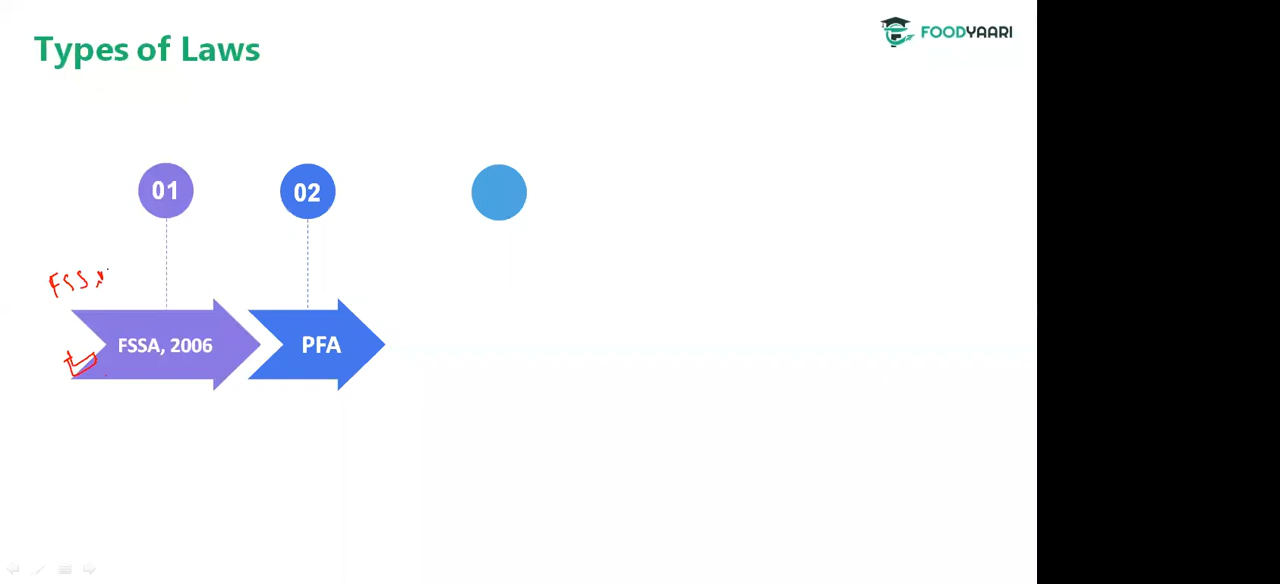 Types of Laws
FOODYAARI
01
02
FSSA, 2006
PFA